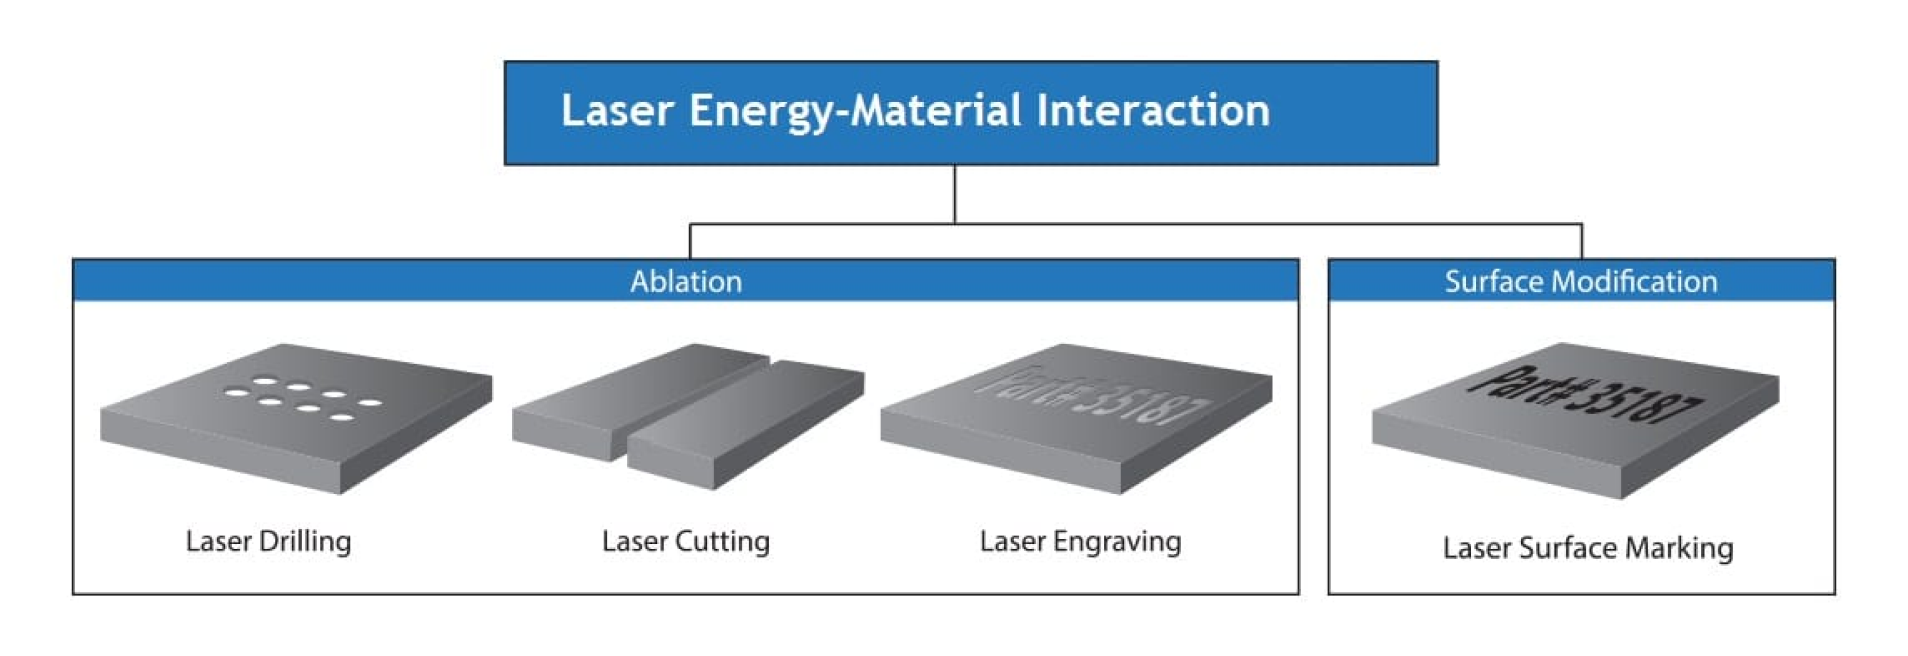 Laser Energy-Material Interaction
Ablation
Surface Modification
Part# 35187
Part# 35187
Laser Drilling
Laser Cutting
Laser Engraving
Laser Surface Marking